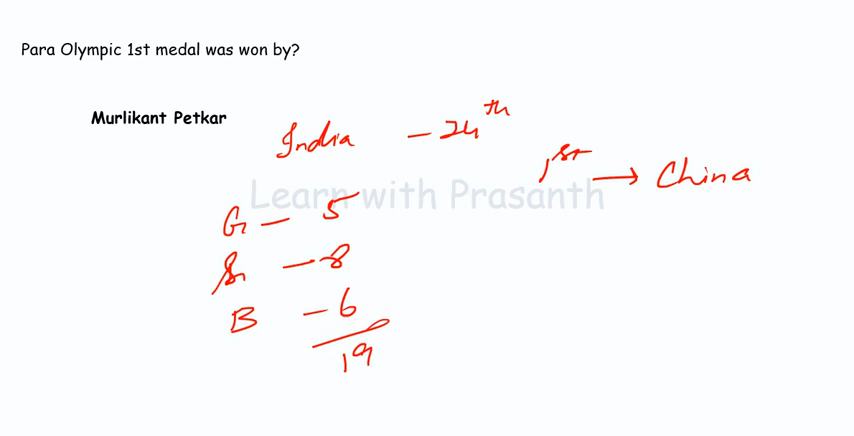 Para Olympic 1st medal was won by?
Murlikant Petkar
India - 24th
1st → China
Learn with Prasanth
G - 5
S - 8
B - 6
19